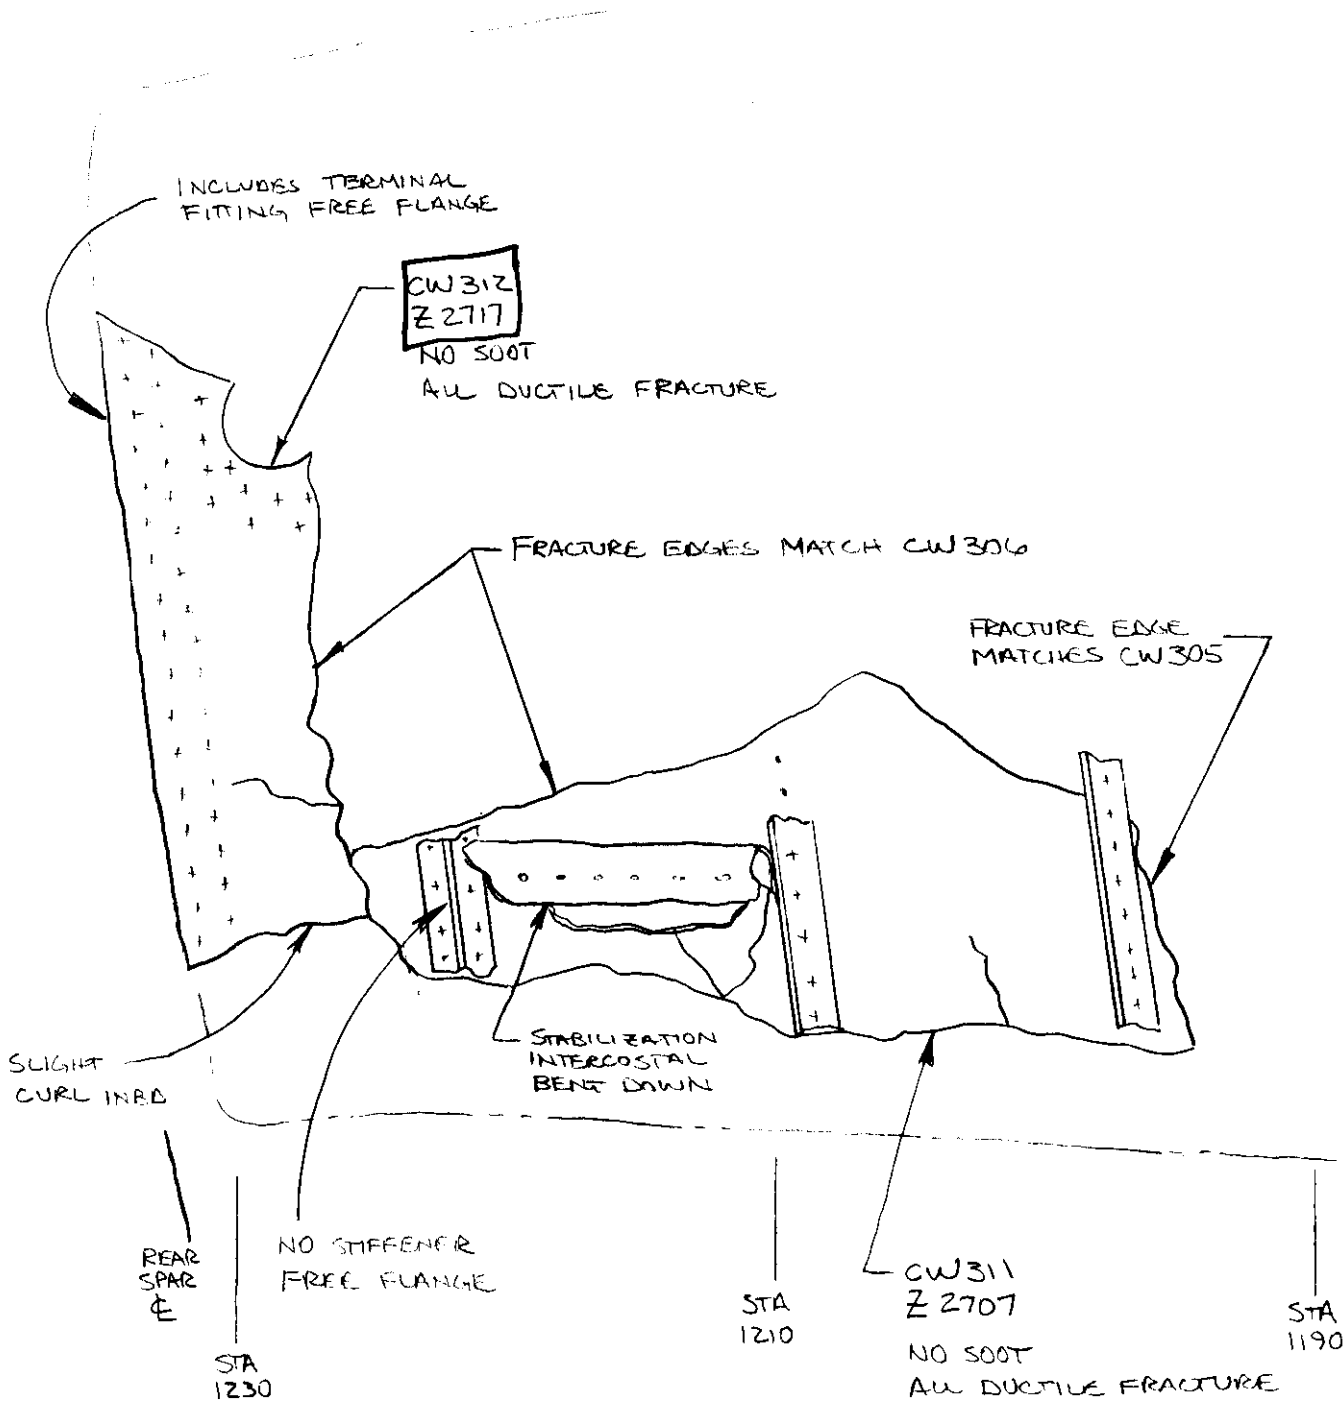 INCLUDES TERMINAL
FITTING FREE FLANGE
CW312
Z2717
NO SOOT
ALL DUCTILE FRACTURE
FRACTURE EDGES MATCH CW306
FRACTURE EDGE
MATCHES CW305
STABILIZATION
INTERCOSTAL
BENT DOWN
SLIGHT
CURL INBD
REAR
SPAR
℄
NO STIFFENER
FREE FLANGE
STA
1230
STA
1210
CW311
Z 2707
NO SOOT
ALL DUCTILE FRACTURE
STA
1190